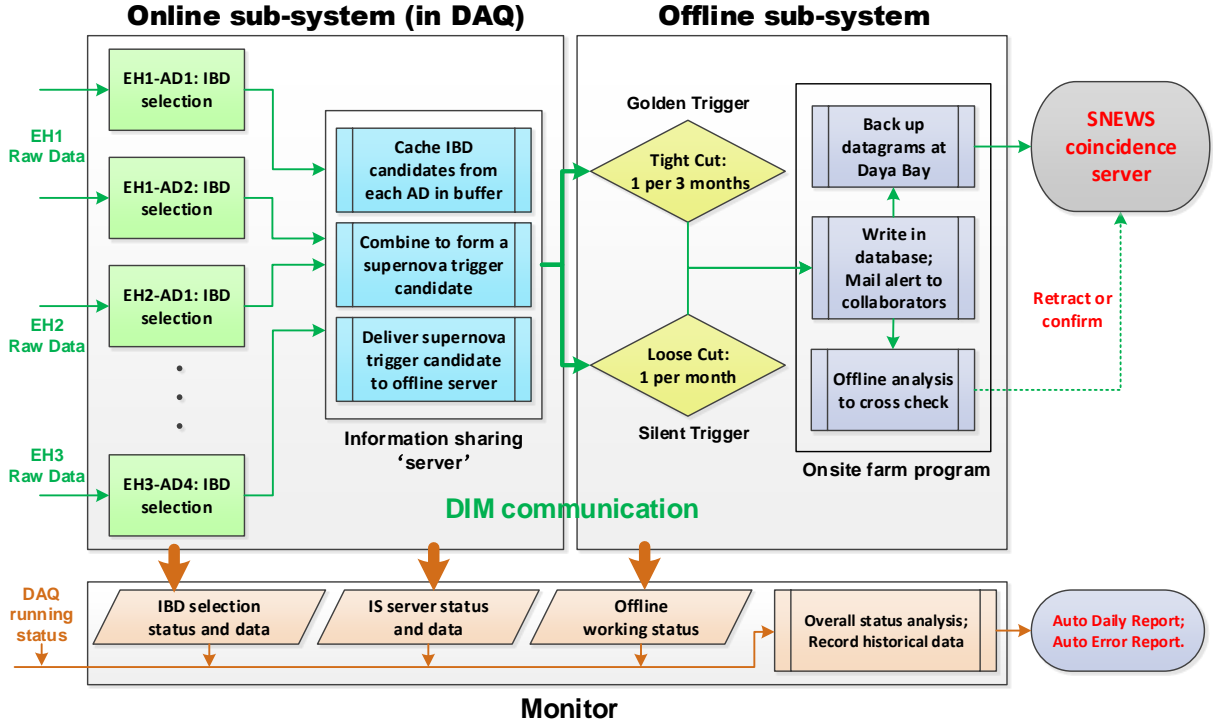 Online sub-system (in DAQ)
Offline sub-system
EH1
Raw Data
EH2
Raw Data
EH3
Raw Data
EH1-AD1: IBD
selection
EH1-AD2: IBD
selection
EH2-AD1: IBD
selection
EH3-AD4: IBD
selection
Cache IBD
candidates from
each AD in buffer
Combine to form a
supernova trigger
candidate
Deliver supernova
trigger candidate
to offline server
Information sharing
‘server’
Golden Trigger
Tight Cut:
1 per 3 months
Loose Cut:
1 per month
Silent Trigger
Back up
datagrams at
Daya Bay
Write in
database;
Mail alert to
collaborators
Offline analysis
to cross check
Onsite farm program
SNEWS
coincidence
server
Retract or
confirm
DIM communication
DAQ
running
status
IBD selection
status and data
IS server status
and data
Offline
working status
Overall status analysis;
Record historical data
Auto Daily Report;
Auto Error Report.
Monitor